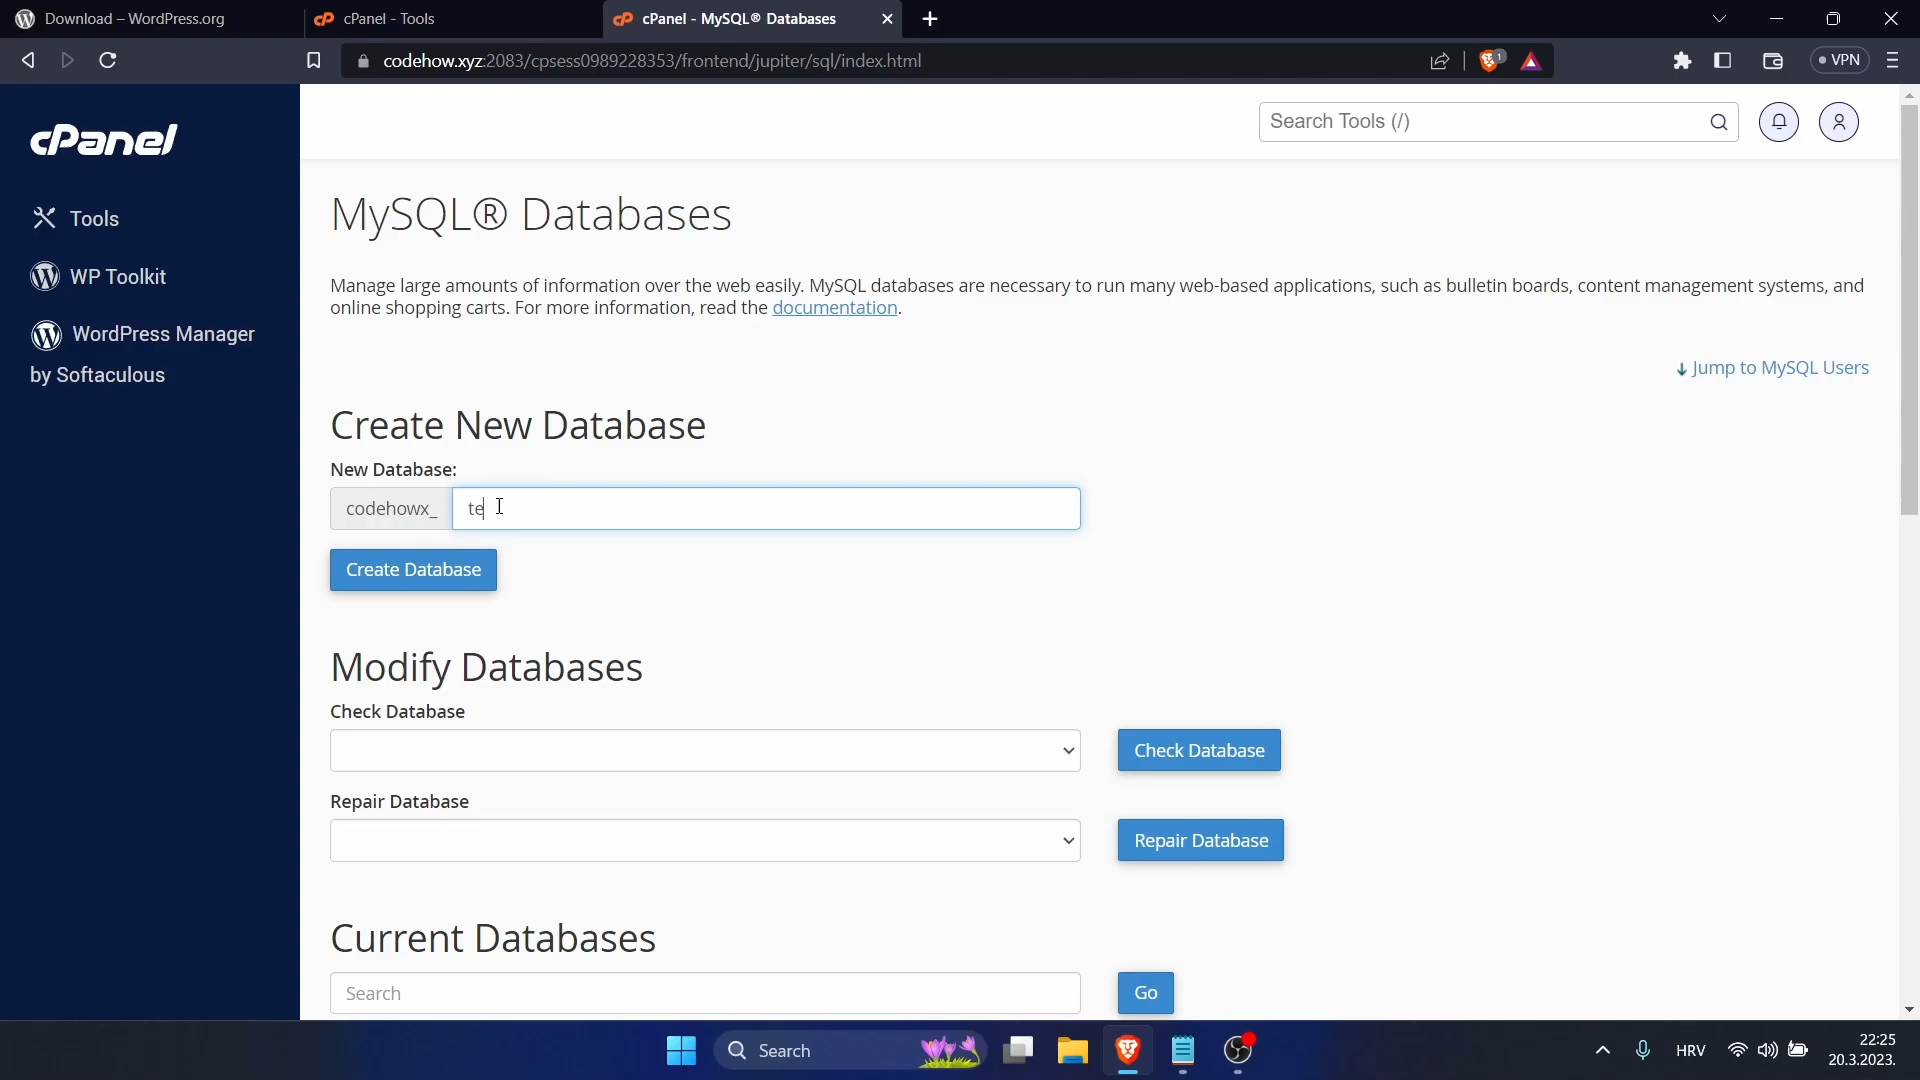 Download – WordPress.org
cPanel - Tools
cPanel - MySQL® Databases
codehow.xyz:2083/cpsess0989228353/frontend/jupiter/sql/index.html
1
VPN
cPanel
Search Tools (/)
Tools
WP Toolkit
WordPress Manager
by Softaculous
MySQL® Databases
Manage large amounts of information over the web easily. MySQL databases are necessary to run many web-based applications, such as bulletin boards, content management systems, and
online shopping carts. For more information, read the documentation.
Jump to MySQL Users
Create New Database
New Database:
codehowx_ te
Create Database
Modify Databases
Check Database
Check Database
Repair Database
Repair Database
Current Databases
Search
Go
Search
HRV
22:25
20.3.2023.